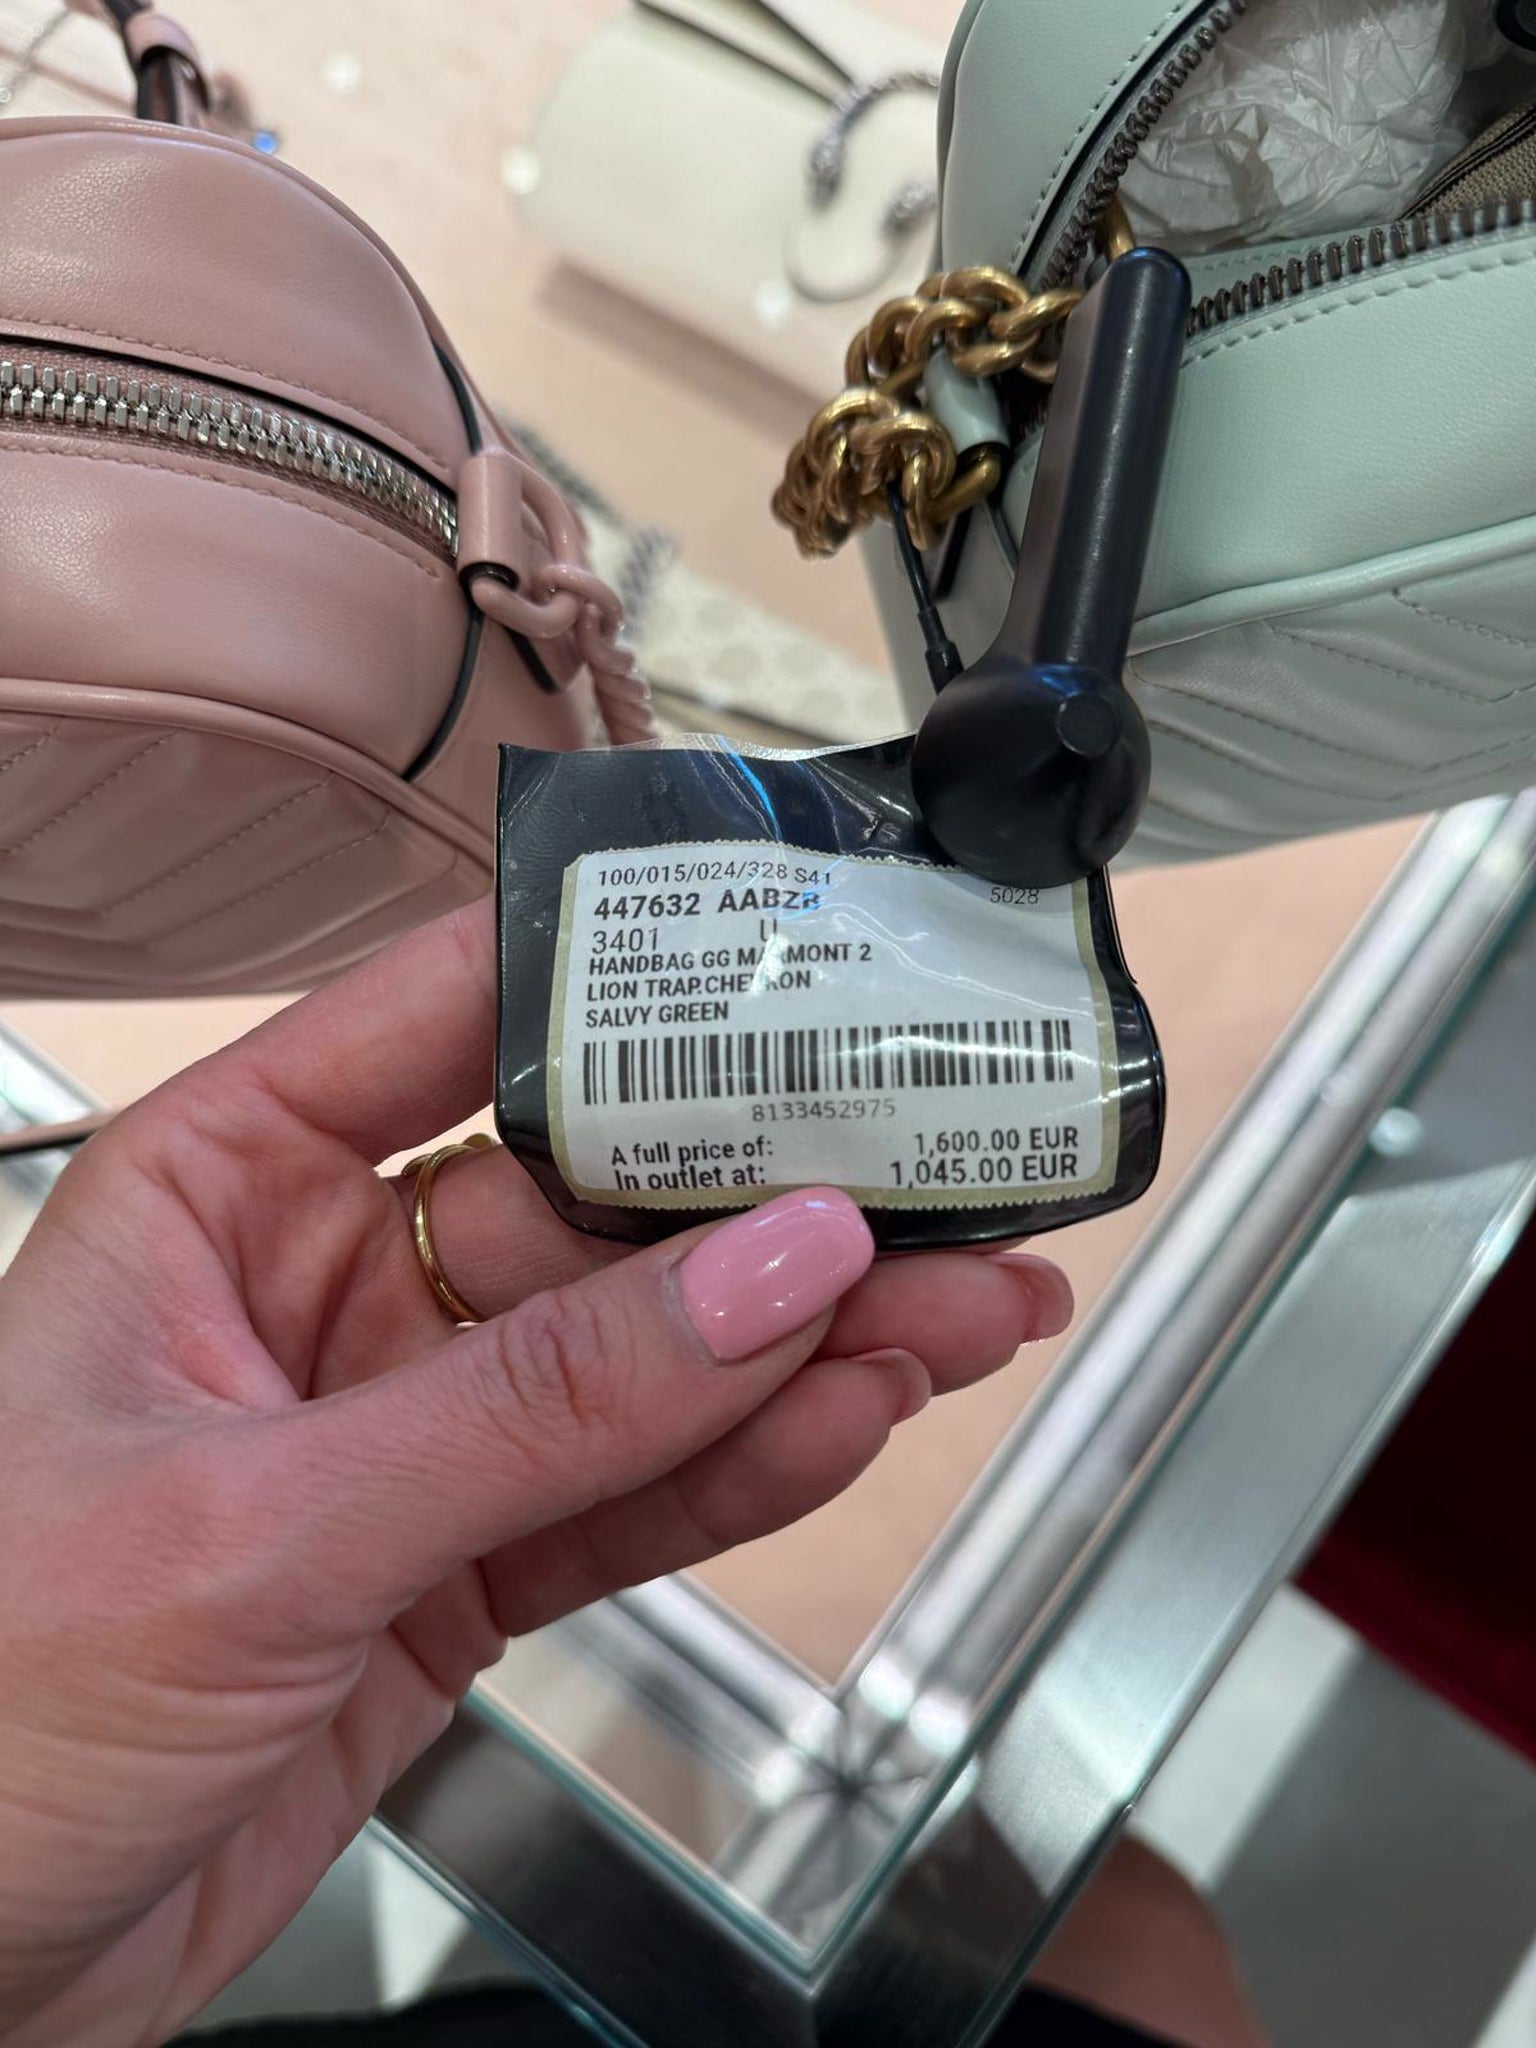 100/015/024/328 S41
5028
447632 AABZB
3401 U
HANDBAG GG MARMONT 2
LION TRAP.CHEVRON
SALVY GREEN
8133452975
A full price of: 1,600.00 EUR
In outlet at: 1,045.00 EUR